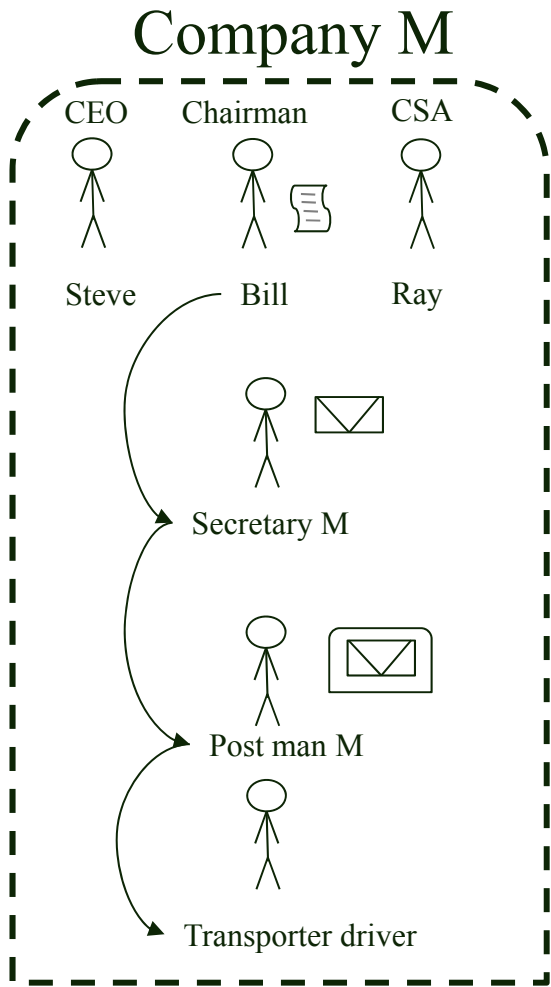 Company M
CEO Chairman CSA
Steve Bill Ray
Secretary M
Post man M
Transporter driver